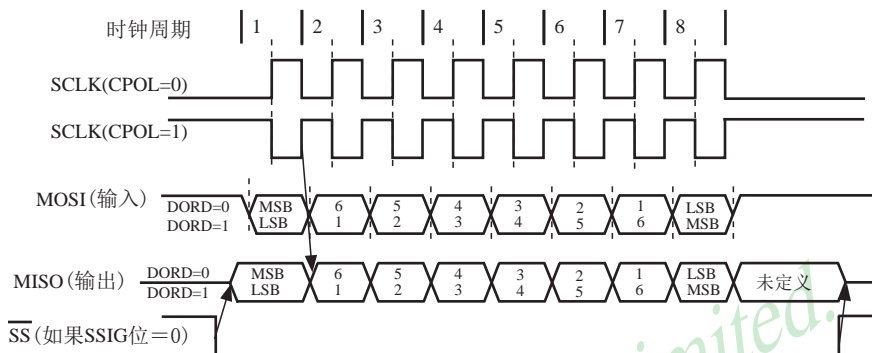 时钟周期 1 2 3 4 5 6 7 8
SCLK(CPOL=0)
SCLK(CPOL=1)
MOSI(输入) DORD=0 MSB 6 5 4 3 2 1 LSB
DORD=1 LSB 1 2 3 4 5 6 MSB
MISO(输出) DORD=0 MSB 6 5 4 3 2 1 LSB 未定义
DORD=1 LSB 1 2 3 4 5 6 MSB
SS(如果SSIG位=0)
imited.